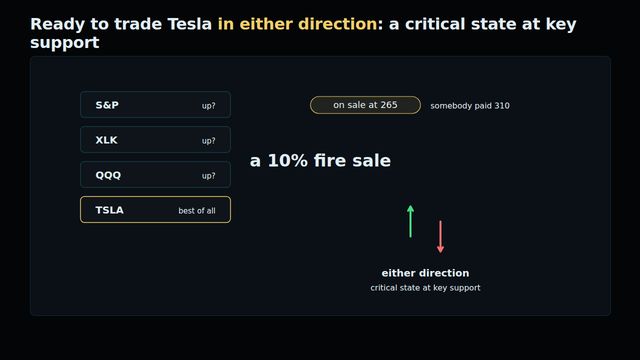 Ready to trade Tesla in either direction: a critical state at key
support
S&P up?
XLK up?
QQQ up?
TSLA best of all
on sale at 265 somebody paid 310
a 10% fire sale
either direction
critical state at key support